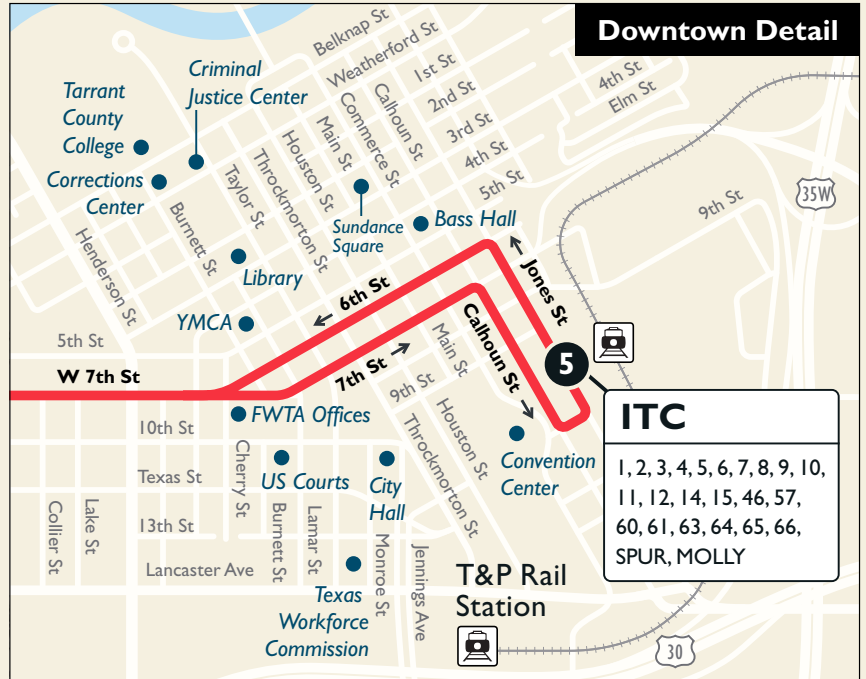 Downtown Detail
Belknap St
Weatherford St
1st St
2nd St
3rd St
4th St
5th St
4th St
Elm St
35W
9th St
Criminal
Justice Center
Tarrant
County
College
Corrections
Center
Calhoun St
Commerce St
Main St
Houston St
Throckmorton St
Taylor St
Burnett St
Henderson St
Sundance
Square
Bass Hall
Library
YMCA
6th St
Jones St
5th St
W 7th St
7th St
Calhoun St
Main St
9th St
Houston St
Throckmorton St
5
ITC
1, 2, 3, 4, 5, 6, 7, 8, 9, 10,
11, 12, 14, 15, 46, 57,
60, 61, 63, 64, 65, 66,
SPUR, MOLLY
FWTA Offices
10th St
Cherry St
US Courts
City
Hall
Convention
Center
Texas St
Collier St
Lake St
13th St
Burnett St
Lamar St
Monroe St
Jennings Ave
Lancaster Ave
Texas
Workforce
Commission
T&P Rail
Station
30